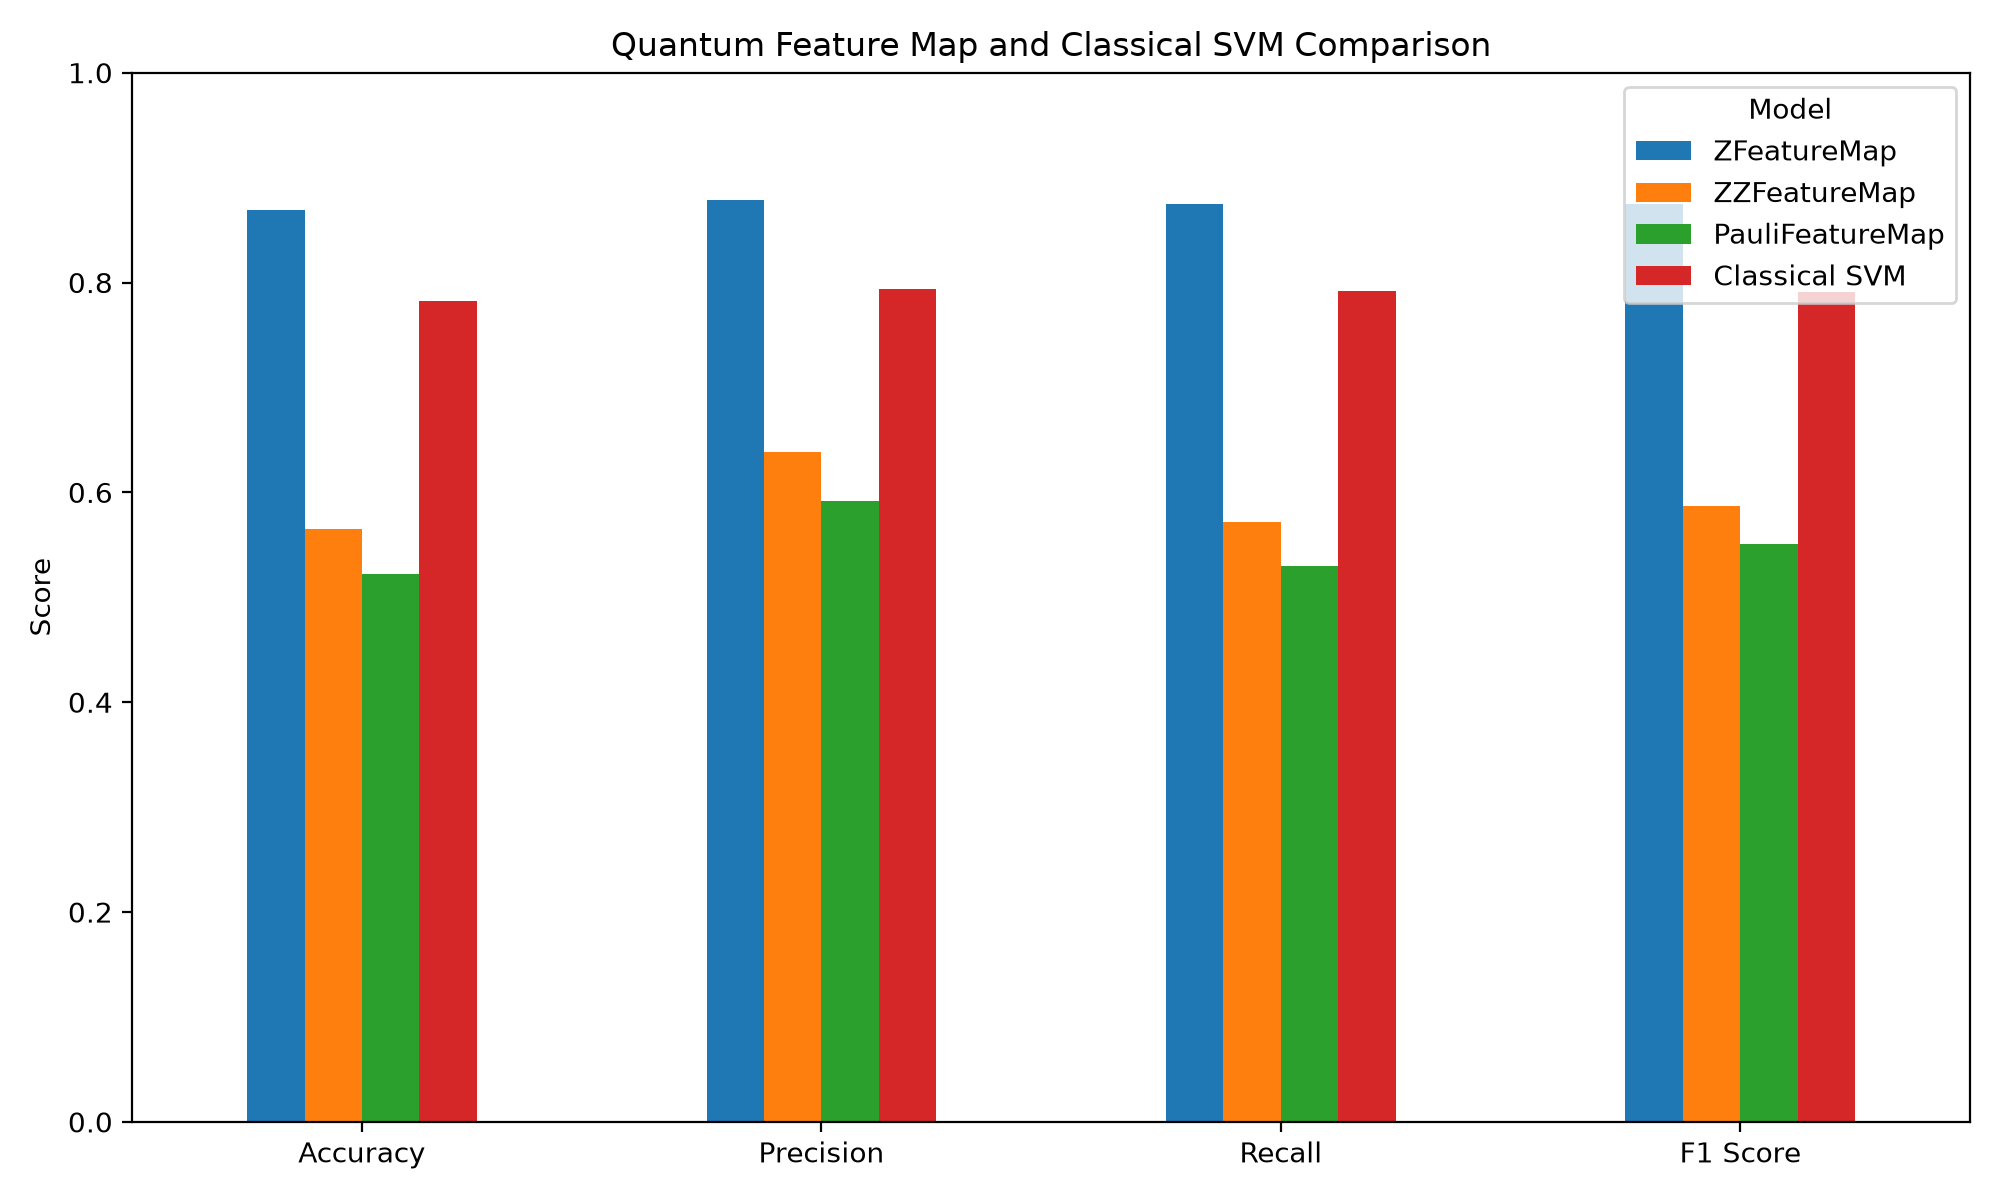 Quantum Feature Map and Classical SVM Comparison
1.0
0.8
0.6
0.4
0.2
0.0
Score
Model
ZFeatureMap
ZZFeatureMap
PauliFeatureMap
Classical SVM
Accuracy
Precision
Recall
F1 Score